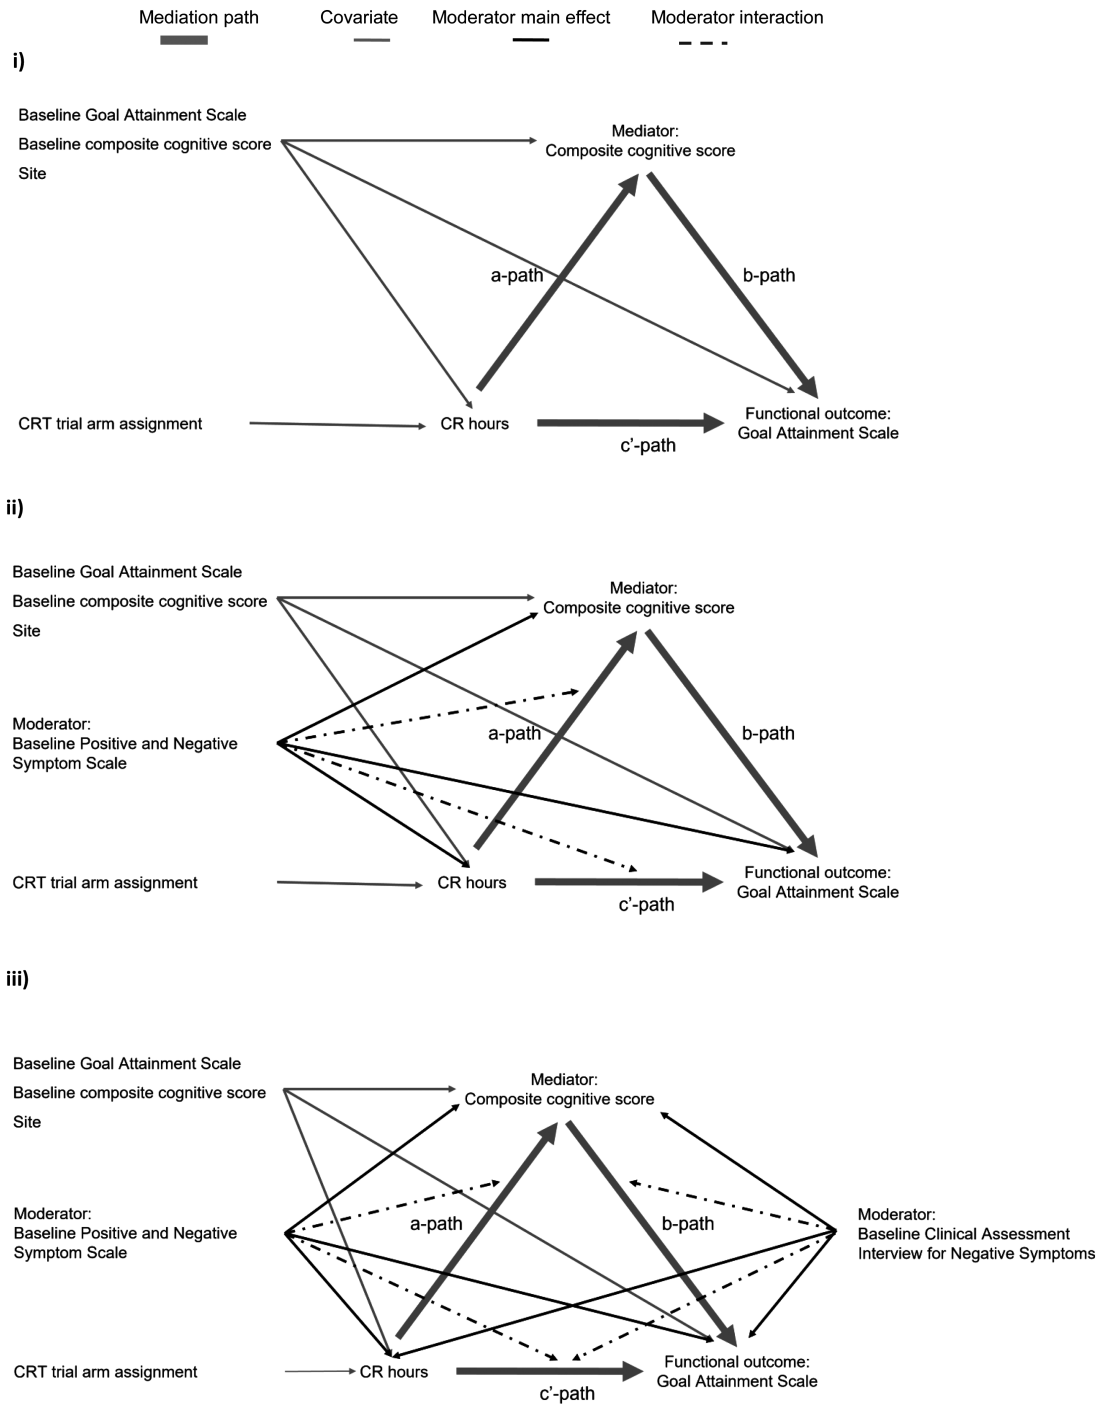 Mediation path Covariate Moderator main effect Moderator interaction
i)
Baseline Goal Attainment Scale
Baseline composite cognitive score
Site
Mediator:
Composite cognitive score
a-path
b-path
CRT trial arm assignment
CR hours
c'-path
Functional outcome:
Goal Attainment Scale
ii)
Baseline Goal Attainment Scale
Baseline composite cognitive score
Site
Mediator:
Composite cognitive score
Moderator:
Baseline Positive and Negative
Symptom Scale
a-path
b-path
CRT trial arm assignment
CR hours
c'-path
Functional outcome:
Goal Attainment Scale
iii)
Baseline Goal Attainment Scale
Baseline composite cognitive score
Site
Mediator:
Composite cognitive score
Moderator:
Baseline Positive and Negative
Symptom Scale
a-path
b-path
Moderator:
Baseline Clinical Assessment
Interview for Negative Symptoms
CRT trial arm assignment
CR hours
c'-path
Functional outcome:
Goal Attainment Scale